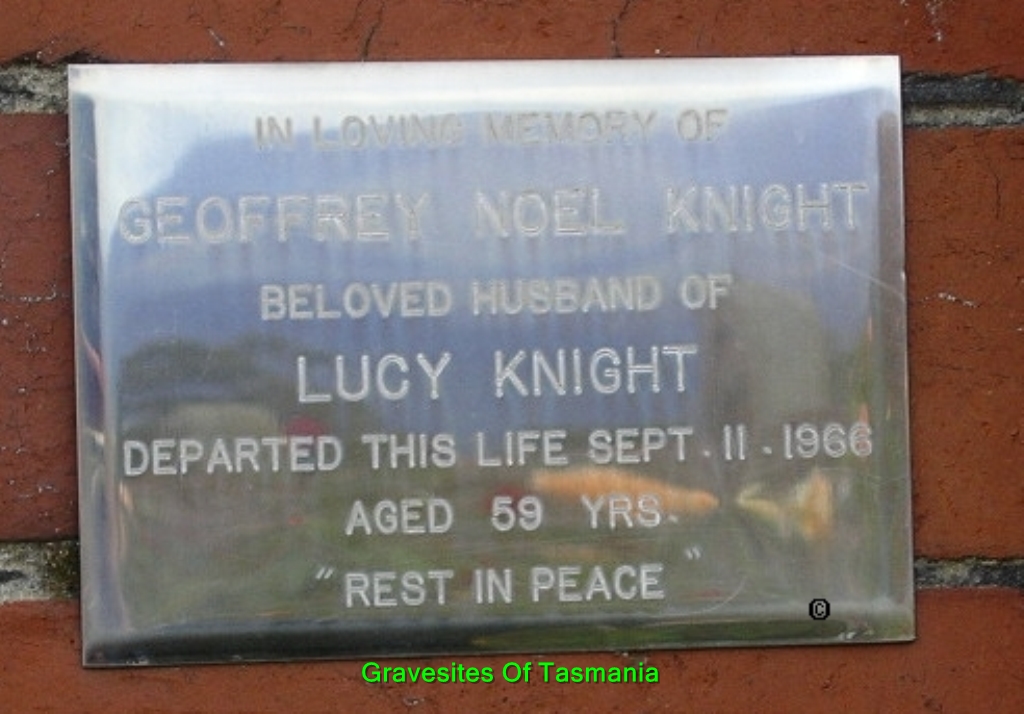 IN LOVING MEMORY OF
GEOFFREY NOEL KNIGHT
BELOVED HUSBAND OF
LUCY KNIGHT
DEPARTED THIS LIFE SEPT. 11. 1966
AGED 59 YRS.
"REST IN PEACE"
©
Gravesites Of Tasmania